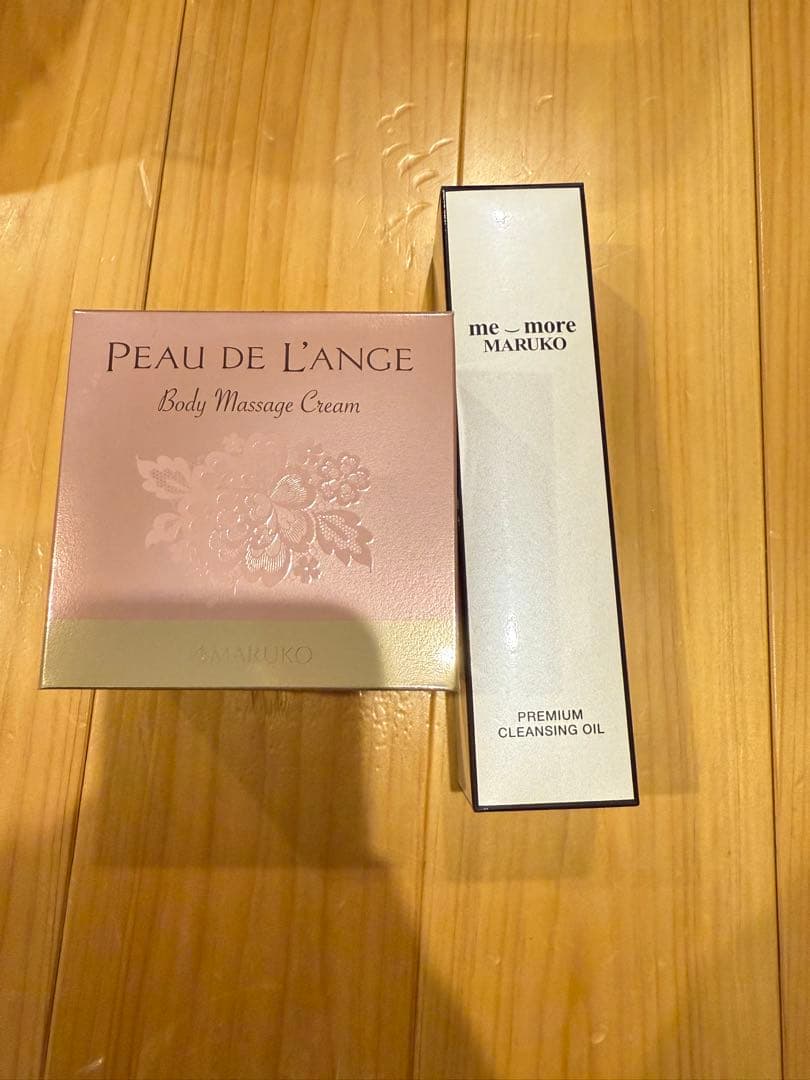 PEAU DE L'ANGE
Body Massage Cream
MARUKO
me‿more
MARUKO
PREMIUM
CLEANSING OIL